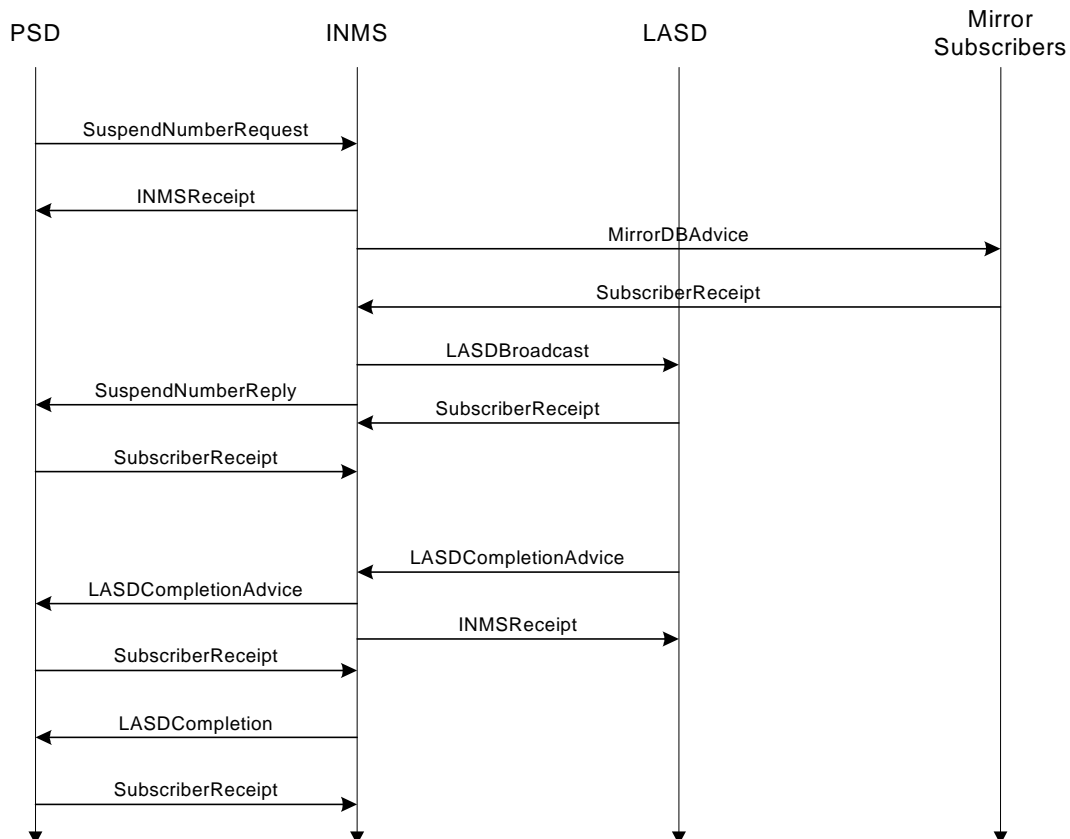 PSD
INMS
LASD
Mirror
Subscribers
SuspendNumberRequest
INMSReceipt
MirrorDBAdvice
SubscriberReceipt
LASDBroadcast
SuspendNumberReply
SubscriberReceipt
SubscriberReceipt
LASDCompletionAdvice
LASDCompletionAdvice
INMSReceipt
SubscriberReceipt
LASDCompletion
SubscriberReceipt